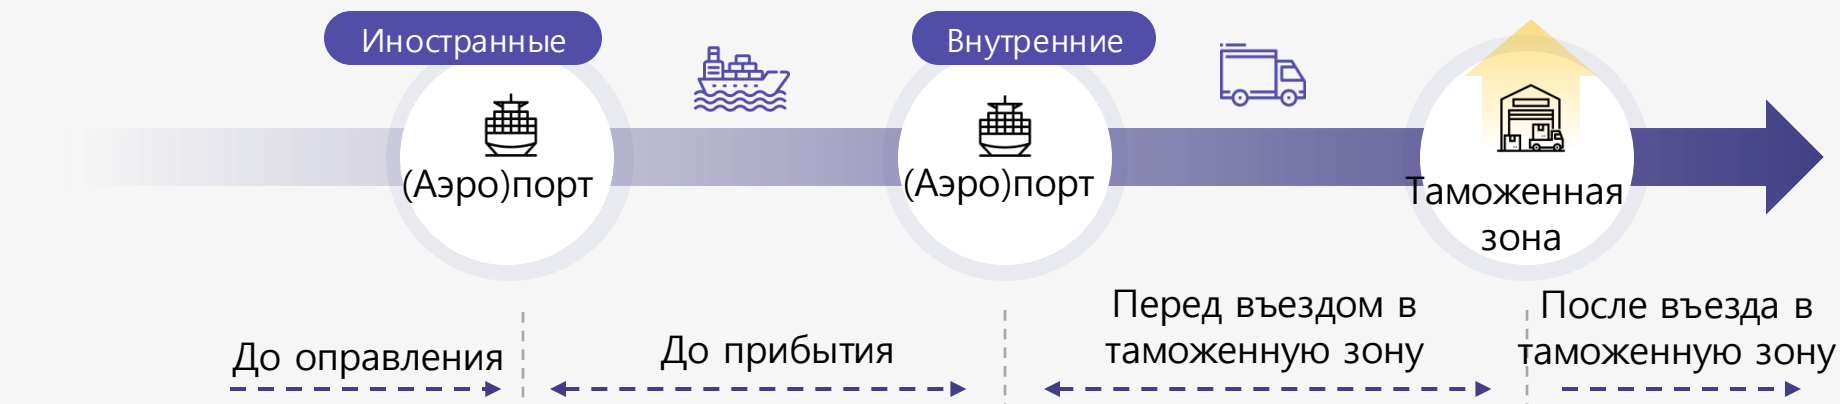 Иностранные
Внутренние
(Аэро)порт
(Аэро)порт
Таможенная
зона
До оправления
До прибытия
Перед въездом в
таможенную зону
После въезда в
таможенную зону